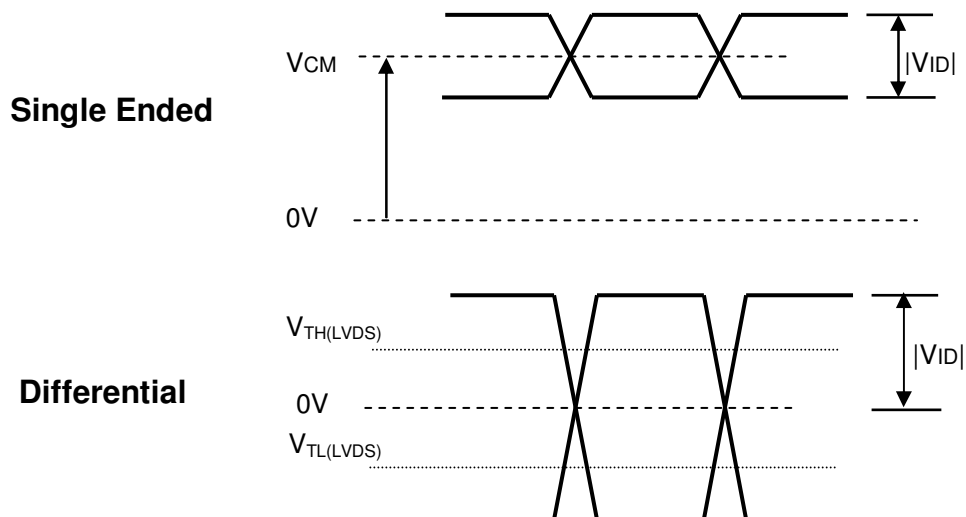 VCM
|VID|
Single Ended
0V
VTH(LVDS)
|VID|
Differential
0V
VTL(LVDS)